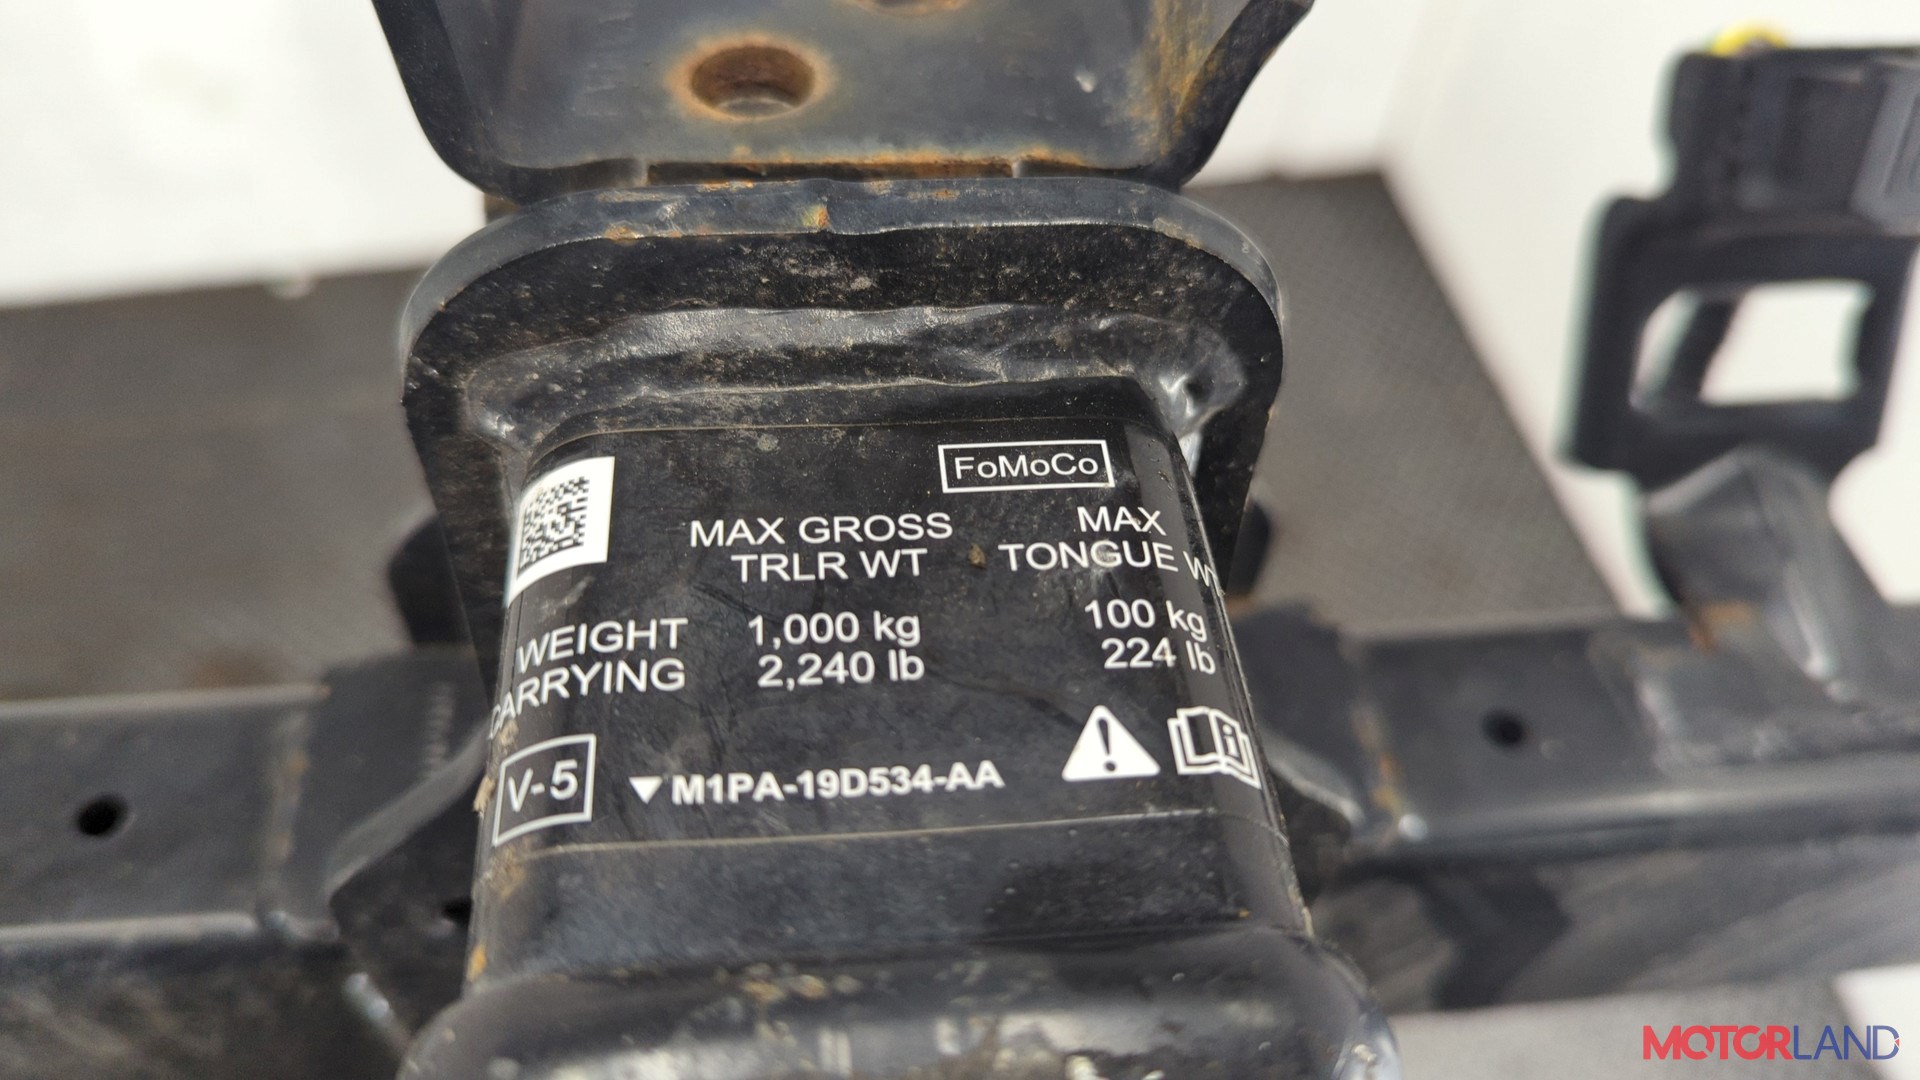 FoMoCo
MAX GROSS
TRLR WT
MAX
TONGUE WT
WEIGHT
CARRYING
1,000 kg
2,240 lb
100 kg
224 lb
V-5
▼M1PA-19D534-AA
MOTORLAND